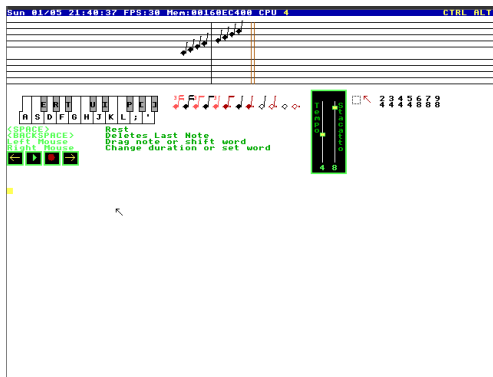 Sun 01/05 21:40:37 FPS:30 Mem:00160EC400 CPU 4 CTRL ALT
E R T U I P [ ]
A S D F G H J K L ; '
Tempo Staccatto
4 8
2 3 4 5 6 7 9
4 4 4 4 8 8 8
<SPACE> Rest
<BACKSPACE> Deletes Last Note
Left Mouse Drag note or shift word
Right Mouse Change duration or set word